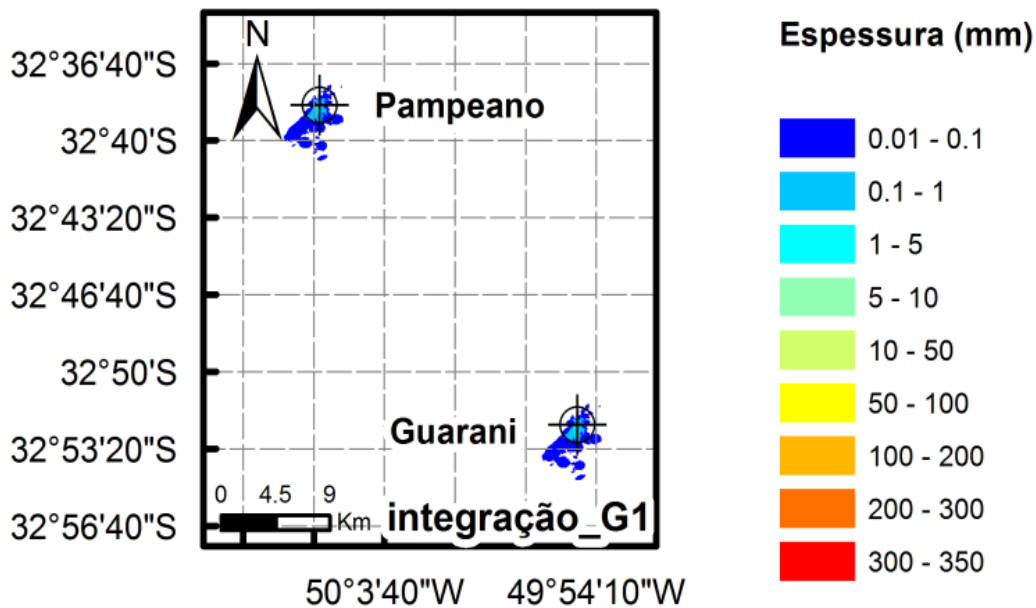 N
32°36'40"S
32°40'S
32°43'20"S
32°46'40"S
32°50'S
32°53'20"S
32°56'40"S
Pampeano
Guarani
0 4.5 9
Km
integração_G1
50°3'40"W 49°54'10"W
Espessura (mm)
0.01 - 0.1
0.1 - 1
1 - 5
5 - 10
10 - 50
50 - 100
100 - 200
200 - 300
300 - 350